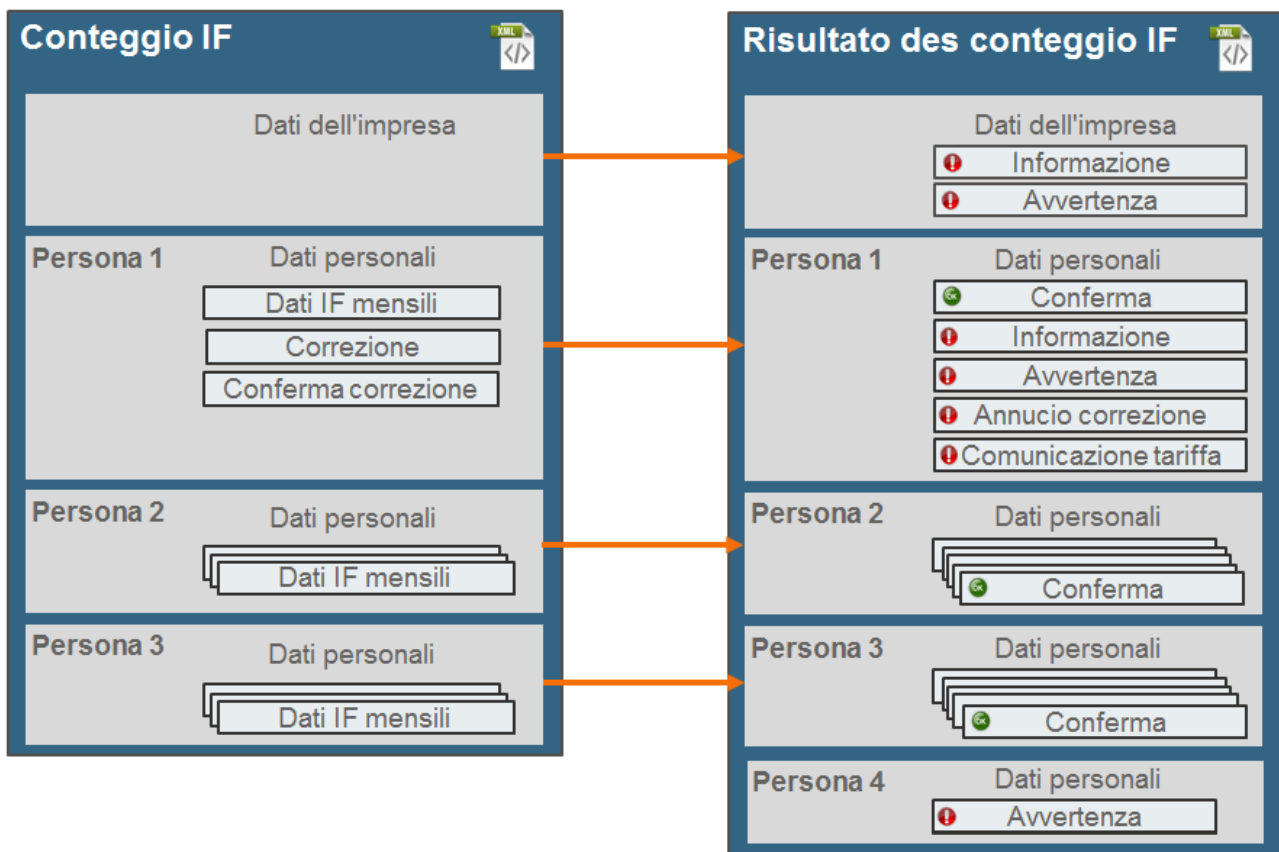 Conteggio IF
XML
</>
Dati dell'impresa
Persona 1
Dati personali
Dati IF mensili
Correzione
Conferma correzione
Persona 2
Dati personali
Dati IF mensili
Persona 3
Dati personali
Dati IF mensili
Risultato des conteggio IF
XML
</>
Dati dell'impresa
Informazione
Avvertenza
Persona 1
Dati personali
OK
Conferma
Informazione
Avvertenza
Annucio correzione
Comunicazione tariffa
Persona 2
Dati personali
OK
Conferma
Persona 3
Dati personali
OK
Conferma
Persona 4
Dati personali
Avvertenza